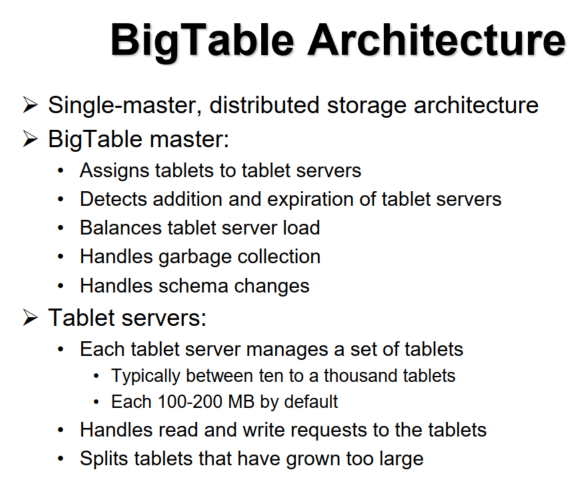 BigTable Architecture
➢ Single-master, distributed storage architecture
➢ BigTable master:
• Assigns tablets to tablet servers
• Detects addition and expiration of tablet servers
• Balances tablet server load
• Handles garbage collection
• Handles schema changes
➢ Tablet servers:
• Each tablet server manages a set of tablets
• Typically between ten to a thousand tablets
• Each 100-200 MB by default
• Handles read and write requests to the tablets
• Splits tablets that have grown too large